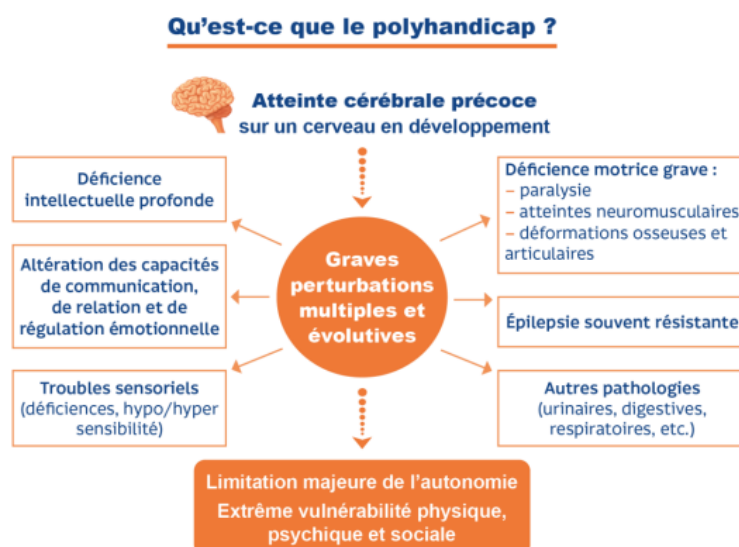 Qu'est-ce que le polyhandicap ?
Atteinte cérébrale précoce
sur un cerveau en développement
Déficience
intellectuelle profonde
Altération des capacités
de communication,
de relation et de
régulation émotionnelle
Troubles sensoriels
(déficiences, hypo/hyper
sensibilité)
Graves
perturbations
multiples et
évolutives
Déficience motrice grave :
– paralysie
– atteintes neuromusculaires
– déformations osseuses et
articulaires
Épilepsie souvent résistante
Autres pathologies
(urinaires, digestives,
respiratoires, etc.)
Limitation majeure de l'autonomie
Extrême vulnérabilité physique,
psychique et sociale